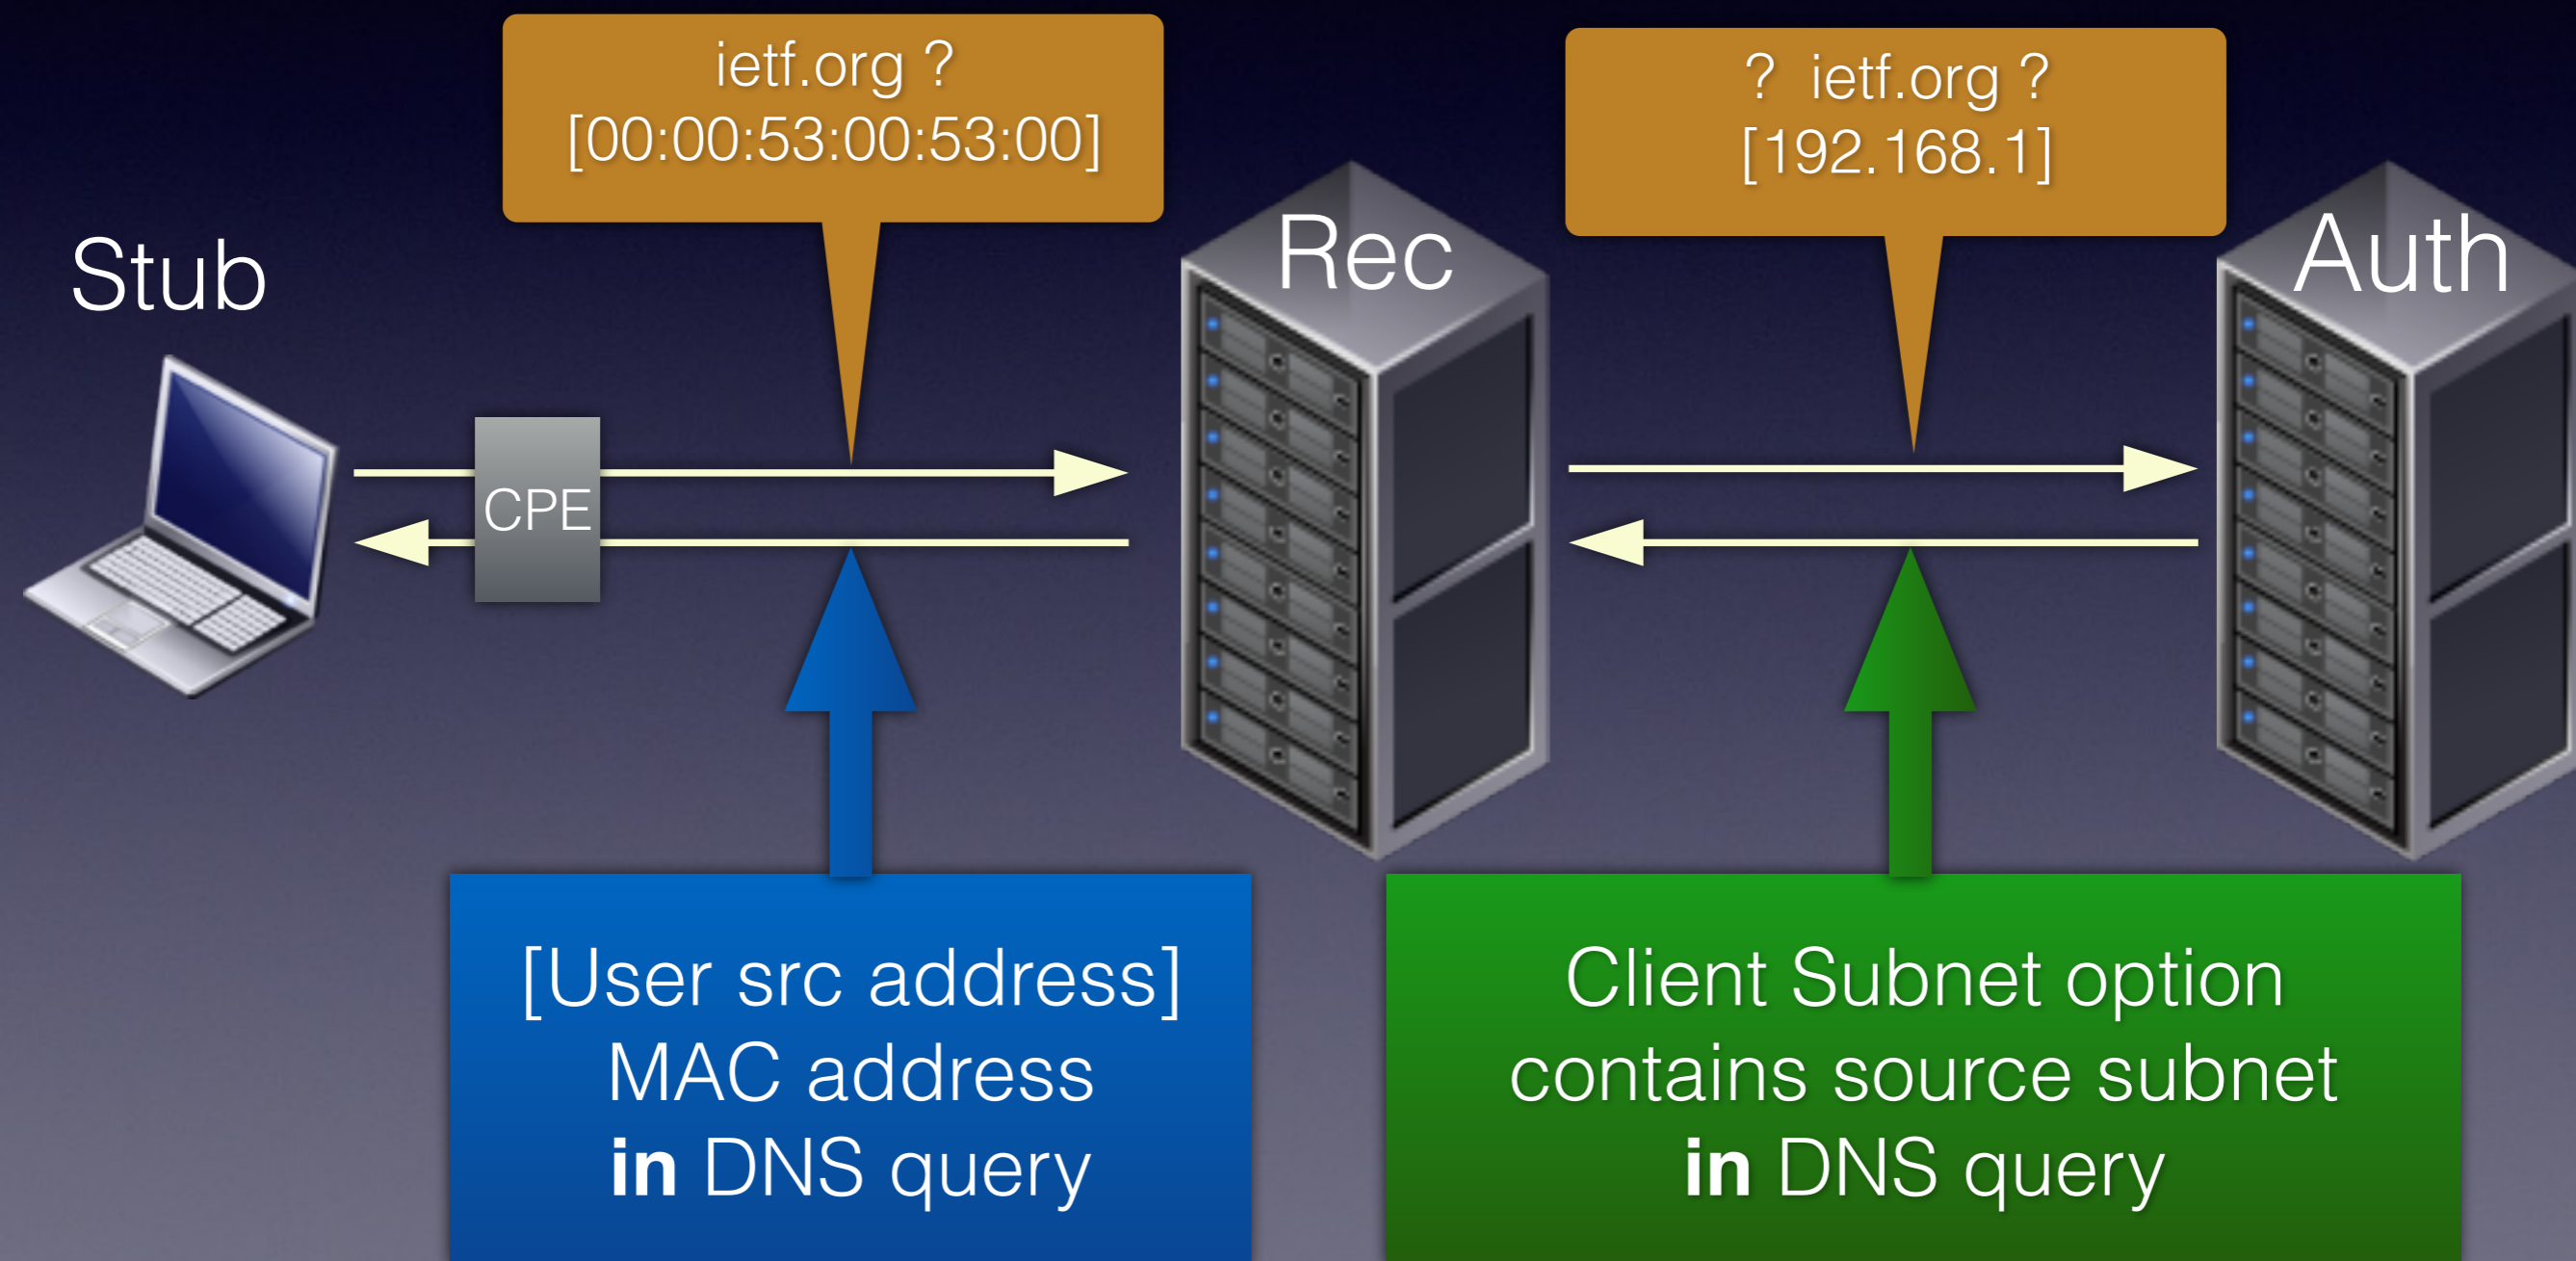 ietf.org ?
[00:00:53:00:53:00]
? ietf.org ?
[192.168.1]
Stub
Rec
Auth
CPE
[User src address]
MAC address
in DNS query
Client Subnet option
contains source subnet
in DNS query